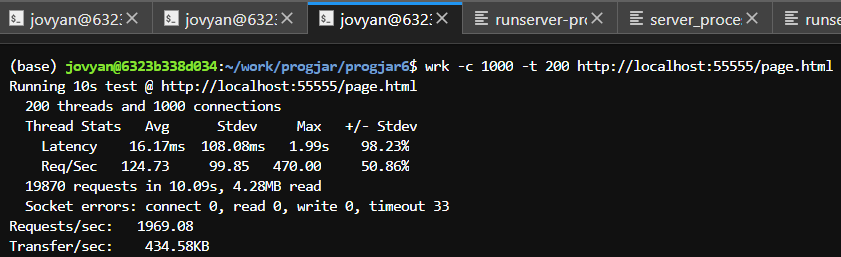 jovyan@632: jovyan@632: jovyan@632: runserver-pro server_proce: runse
(base) jovyan@6323b338d034:~/work/progjar/progjar6$ wrk -c 1000 -t 200 http://localhost:55555/page.html
Running 10s test @ http://localhost:55555/page.html
200 threads and 1000 connections
Thread Stats Avg Stdev Max +/- Stdev
Latency 16.17ms 108.08ms 1.99s 98.23%
Req/Sec 124.73 99.85 470.00 50.86%
19870 requests in 10.09s, 4.28MB read
Socket errors: connect 0, read 0, write 0, timeout 33
Requests/sec: 1969.08
Transfer/sec: 434.58KB